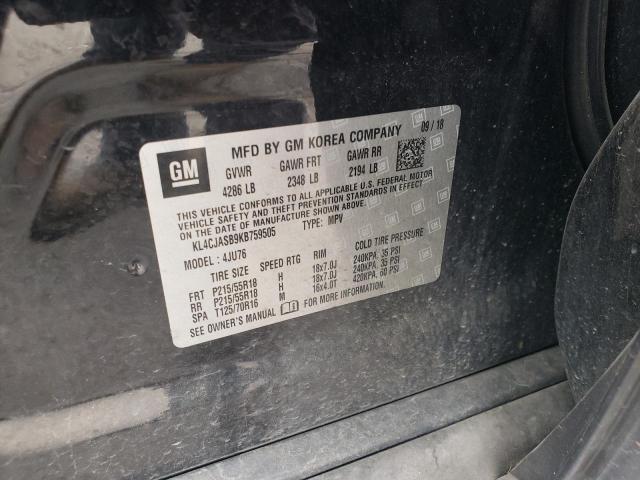 GM
MFD BY GM KOREA COMPANY 09 / 18
GVWR GAWR FRT GAWR RR
4286 LB 2348 LB 2194 LB
THIS VEHICLE CONFORMS TO ALL APPLICABLE U.S. FEDERAL MOTOR
VEHICLE SAFETY AND THEFT PREVENTION STANDARDS IN EFFECT
ON THE DATE OF MANUFACTURE SHOWN ABOVE.
KL4CJASB9KB759505 TYPE: MPV
MODEL: 4JU76
TIRE SIZE SPEED RTG RIM COLD TIRE PRESSURE
FRT P215/55R18 H 18x7.0J 240KPA, 35 PSI
RR P215/55R18 H 18x7.0J 240KPA, 35 PSI
SPA T125/70R16 M 16x4.0T 420KPA, 60 PSI
SEE OWNER'S MANUAL FOR MORE INFORMATION.